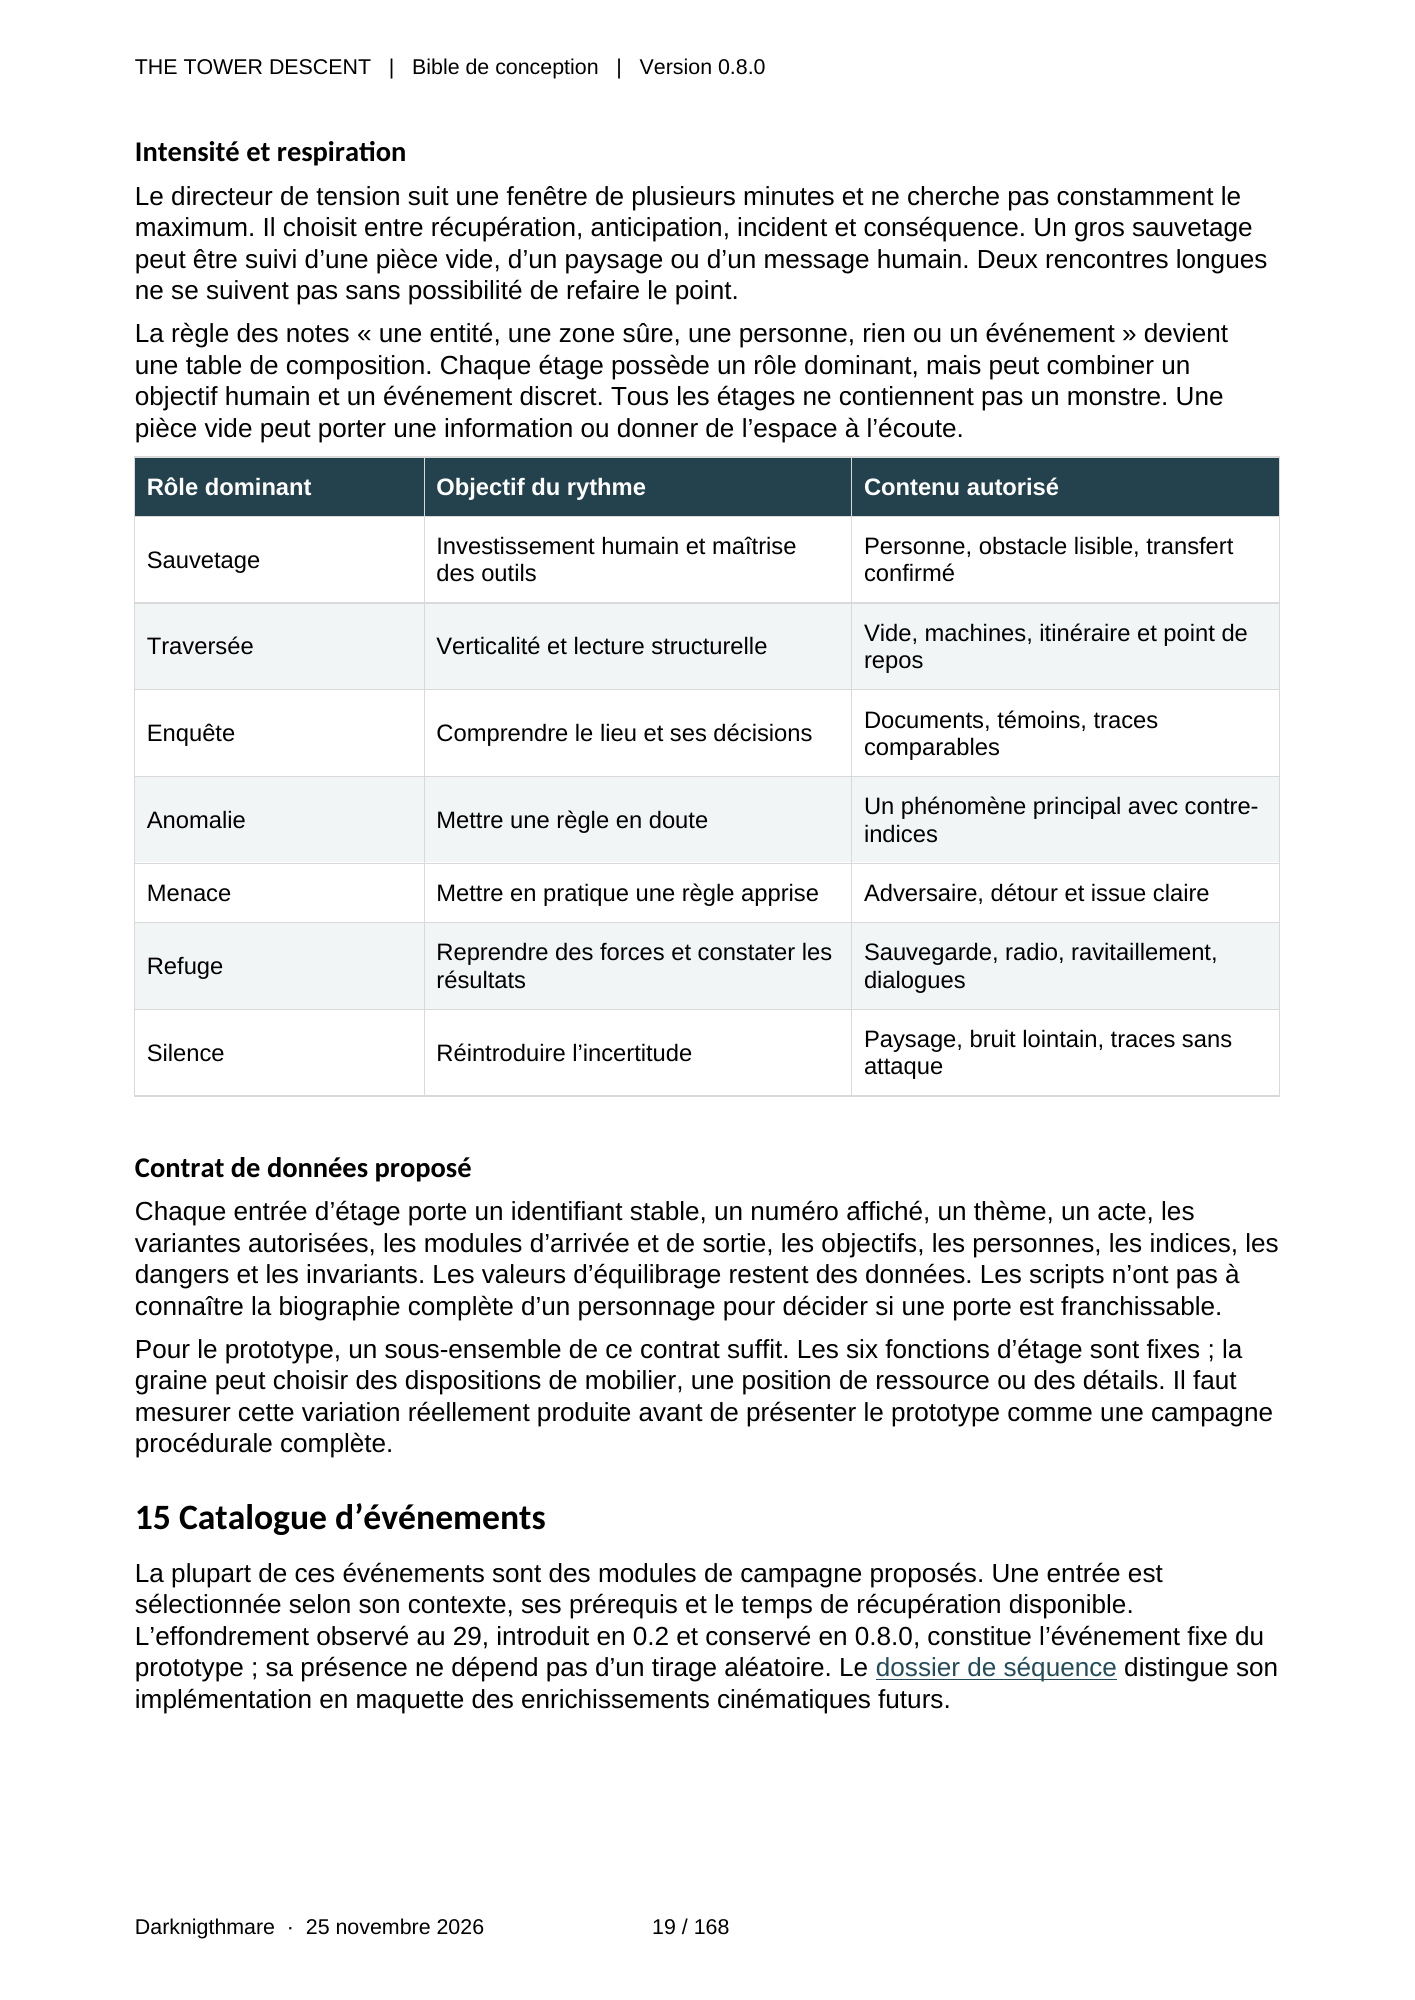 THE TOWER DESCENT | Bible de conception | Version 0.8.0
Intensité et respiration
Le directeur de tension suit une fenêtre de plusieurs minutes et ne cherche pas constamment le
maximum. Il choisit entre récupération, anticipation, incident et conséquence. Un gros sauvetage
peut être suivi d’une pièce vide, d’un paysage ou d’un message humain. Deux rencontres longues
ne se suivent pas sans possibilité de refaire le point.
La règle des notes « une entité, une zone sûre, une personne, rien ou un événement » devient
une table de composition. Chaque étage possède un rôle dominant, mais peut combiner un
objectif humain et un événement discret. Tous les étages ne contiennent pas un monstre. Une
pièce vide peut porter une information ou donner de l’espace à l’écoute.
Rôle dominant
Objectif du rythme
Contenu autorisé
Sauvetage
Investissement humain et maîtrise
des outils
Personne, obstacle lisible, transfert
confirmé
Traversée
Verticalité et lecture structurelle
Vide, machines, itinéraire et point de
repos
Enquête
Comprendre le lieu et ses décisions
Documents, témoins, traces
comparables
Anomalie
Mettre une règle en doute
Un phénomène principal avec contre-
indices
Menace
Mettre en pratique une règle apprise
Adversaire, détour et issue claire
Refuge
Reprendre des forces et constater les
résultats
Sauvegarde, radio, ravitaillement,
dialogues
Silence
Réintroduire l’incertitude
Paysage, bruit lointain, traces sans
attaque
Contrat de données proposé
Chaque entrée d’étage porte un identifiant stable, un numéro affiché, un thème, un acte, les
variantes autorisées, les modules d’arrivée et de sortie, les objectifs, les personnes, les indices, les
dangers et les invariants. Les valeurs d’équilibrage restent des données. Les scripts n’ont pas à
connaître la biographie complète d’un personnage pour décider si une porte est franchissable.
Pour le prototype, un sous-ensemble de ce contrat suffit. Les six fonctions d’étage sont fixes ; la
graine peut choisir des dispositions de mobilier, une position de ressource ou des détails. Il faut
mesurer cette variation réellement produite avant de présenter le prototype comme une campagne
procédurale complète.
15 Catalogue d’événements
La plupart de ces événements sont des modules de campagne proposés. Une entrée est
sélectionnée selon son contexte, ses prérequis et le temps de récupération disponible.
L’effondrement observé au 29, introduit en 0.2 et conservé en 0.8.0, constitue l’événement fixe du
prototype ; sa présence ne dépend pas d’un tirage aléatoire. Le dossier de séquence distingue son
implémentation en maquette des enrichissements cinématiques futurs.
Darknigthmare · 25 novembre 2026
19 / 168